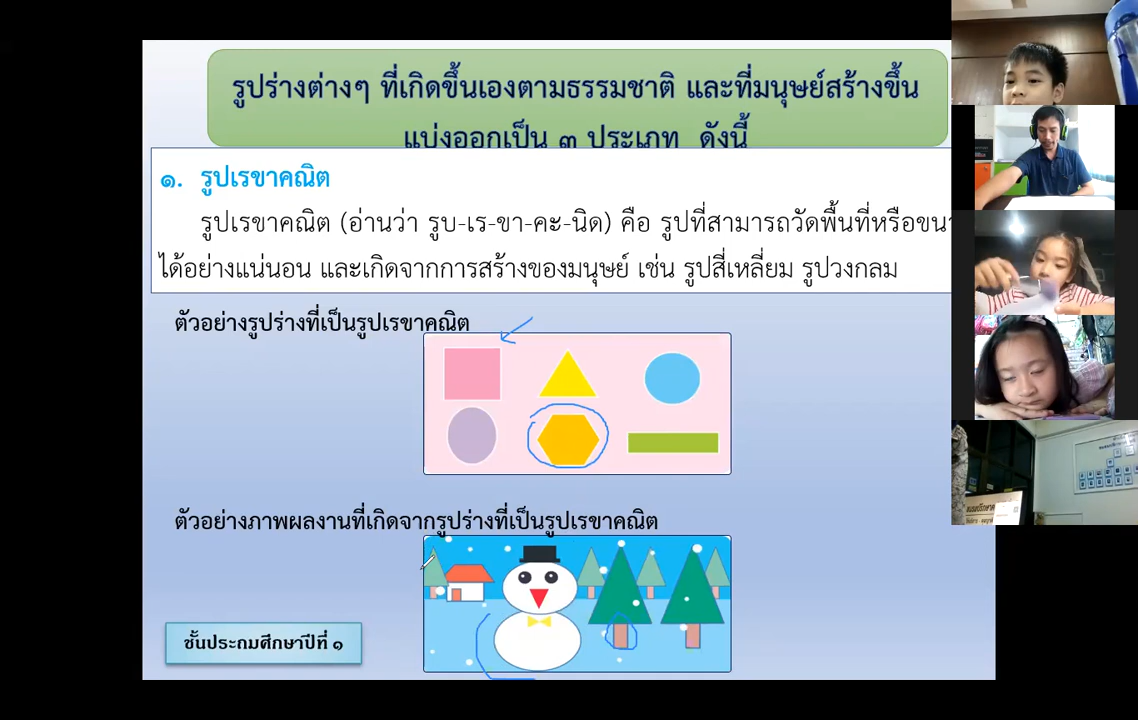 รูปร่างต่างๆ ที่เกิดขึ้นเองตามธรรมชาติ และที่มนุษย์สร้างขึ้น
แบ่งออกเป็น ๓ ประเภท ดังนี้
๑. รูปเรขาคณิต
รูปเรขาคณิต (อ่านว่า รูบ-เร-ขา-คะ-นิด) คือ รูปที่สามารถวัดพื้นที่หรือ
ได้อย่างแน่นอน และเกิดจากการสร้างของมนุษย์ เช่น รูปสี่เหลี่ยม รูปวงกลม
ตัวอย่างรูปร่างที่เป็นรูปเรขาคณิต
ตัวอย่างภาพผลงานที่เกิดจากรูปร่างที่เป็นรูปเรขาคณิต
ชั้นประถมศึกษาปีที่ ๑